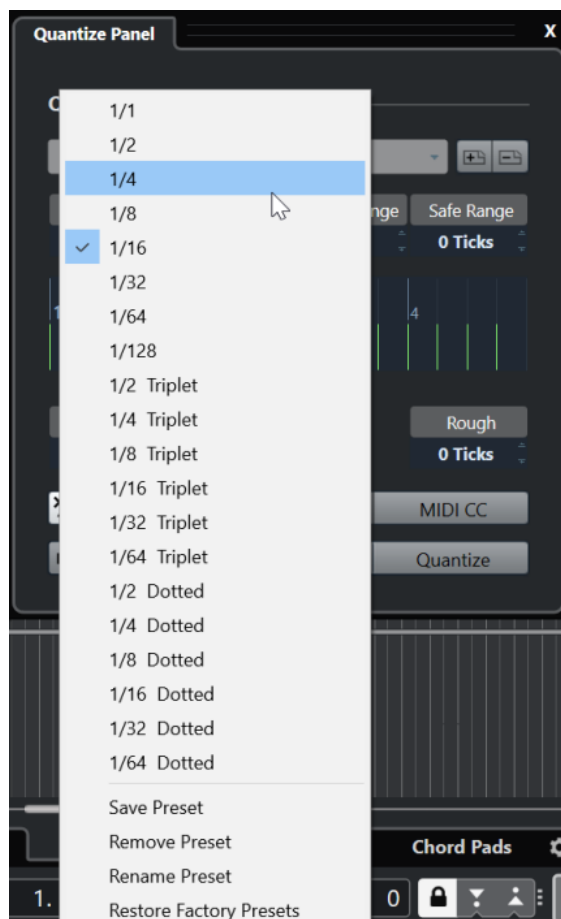 Quantize Panel
X
1/1
1/2
1/4
1/8
Safe Range
1/16
0 Ticks
1/32
1/64
4
1/128
1/2 Triplet
1/4 Triplet
Rough
1/8 Triplet
0 Ticks
1/16 Triplet
1/32 Triplet
MIDI CC
1/64 Triplet
Quantize
1/2 Dotted
1/4 Dotted
1/8 Dotted
1/16 Dotted
1/32 Dotted
1/64 Dotted
Save Preset
Remove Preset
Chord Pads
Rename Preset
1.
0
Restore Factory Presets